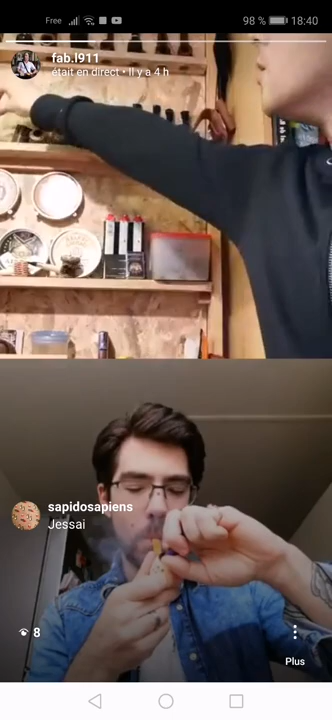 Free 98 % 18:40
fab.l911
était en direct • Il y a 4 h
sapidosapiens
Jessai
8
Plus